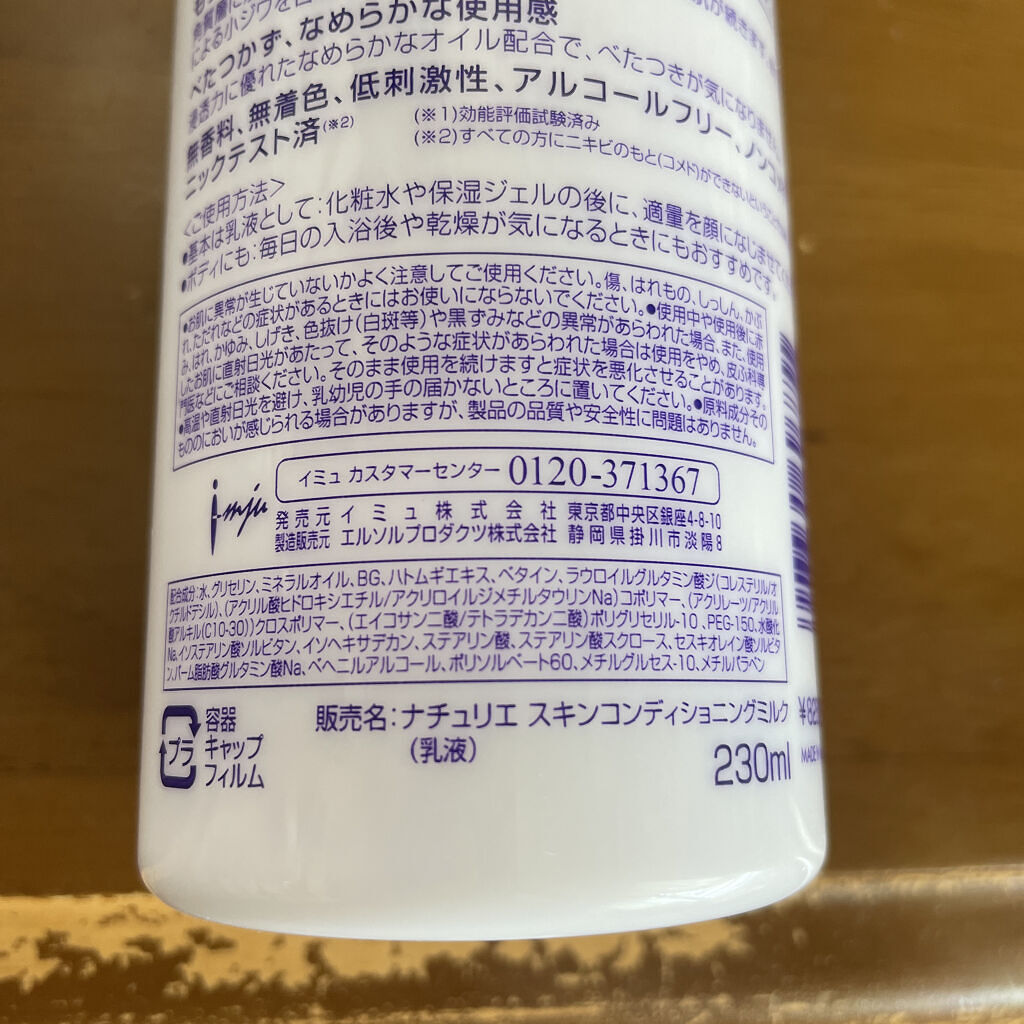 による小ジワを
べたつかず、なめらかな使用感
浸透力に優れたなめらかなオイル配合で、べたつきが気になりませ
無香料、無着色、低刺激性、アルコールフリー、ノンコメ
ニックテスト済(※2)
(※1)効能評価試験済み
(※2)すべての方にニキビのもと(コメド)ができないという
<ご使用方法>
●基本は乳液として:化粧水や保湿ジェルの後に、適量を顔になじませて
●ボディにも:毎日の入浴後や乾燥が気になるときにもおすすめです。
●お肌に異常が生じていないかよく注意してご使用ください。傷、はれもの、しっしん、かぶ
れ、ただれなどの症状があるときにはお使いにならないでください。●使用中や使用後に赤
み、はれ、かゆみ、しげき、色抜け(白斑等)や黒ずみなどの異常があらわれた場合、また、使用
したお肌に直射日光があたって、そのような症状があらわれた場合は使用をやめ、皮ふ科専
門医などにご相談ください。そのまま使用を続けますと症状を悪化させることがあります。
●高温や直射日光を避け、乳幼児の手の届かないところに置いてください。●原料成分その
もののにおいが感じられる場合がありますが、製品の品質や安全性に問題はありません。
イミュ カスタマーセンター 0120-371367
imju
発売元 イミュ株式会社 東京都中央区銀座4-8-10
製造販売元 エルソルプロダクツ株式会社 静岡県掛川市淡陽8
配合成分:水、グリセリン、ミネラルオイル、BG、ハトムギエキス、ベタイン、ラウロイルグルタミン酸ジ(コレステリル/オ
クチルドデシル)、(アクリル酸ヒドロキシエチル/アクリロイルジメチルタウリンNa)コポリマー、(アクリレーツ/アクリル
酸アルキル(C10-30))クロスポリマー、(エイコサン二酸/テトラデカン二酸)ポリグリセリル-10、PEG-150、水酸化
Na、イソステアリン酸ソルビタン、イソヘキサデカン、ステアリン酸、ステアリン酸スクロース、セスキオレイン酸ソルビタ
ン、パーム脂肪酸グルタミン酸Na、ベヘニルアルコール、ポリソルベート60、メチルグルセス-10、メチルパラベン
プラ
容器
キャップ
フィルム
販売名:ナチュリエ スキンコンディショニングミルク
(乳液)
230ml
MADE